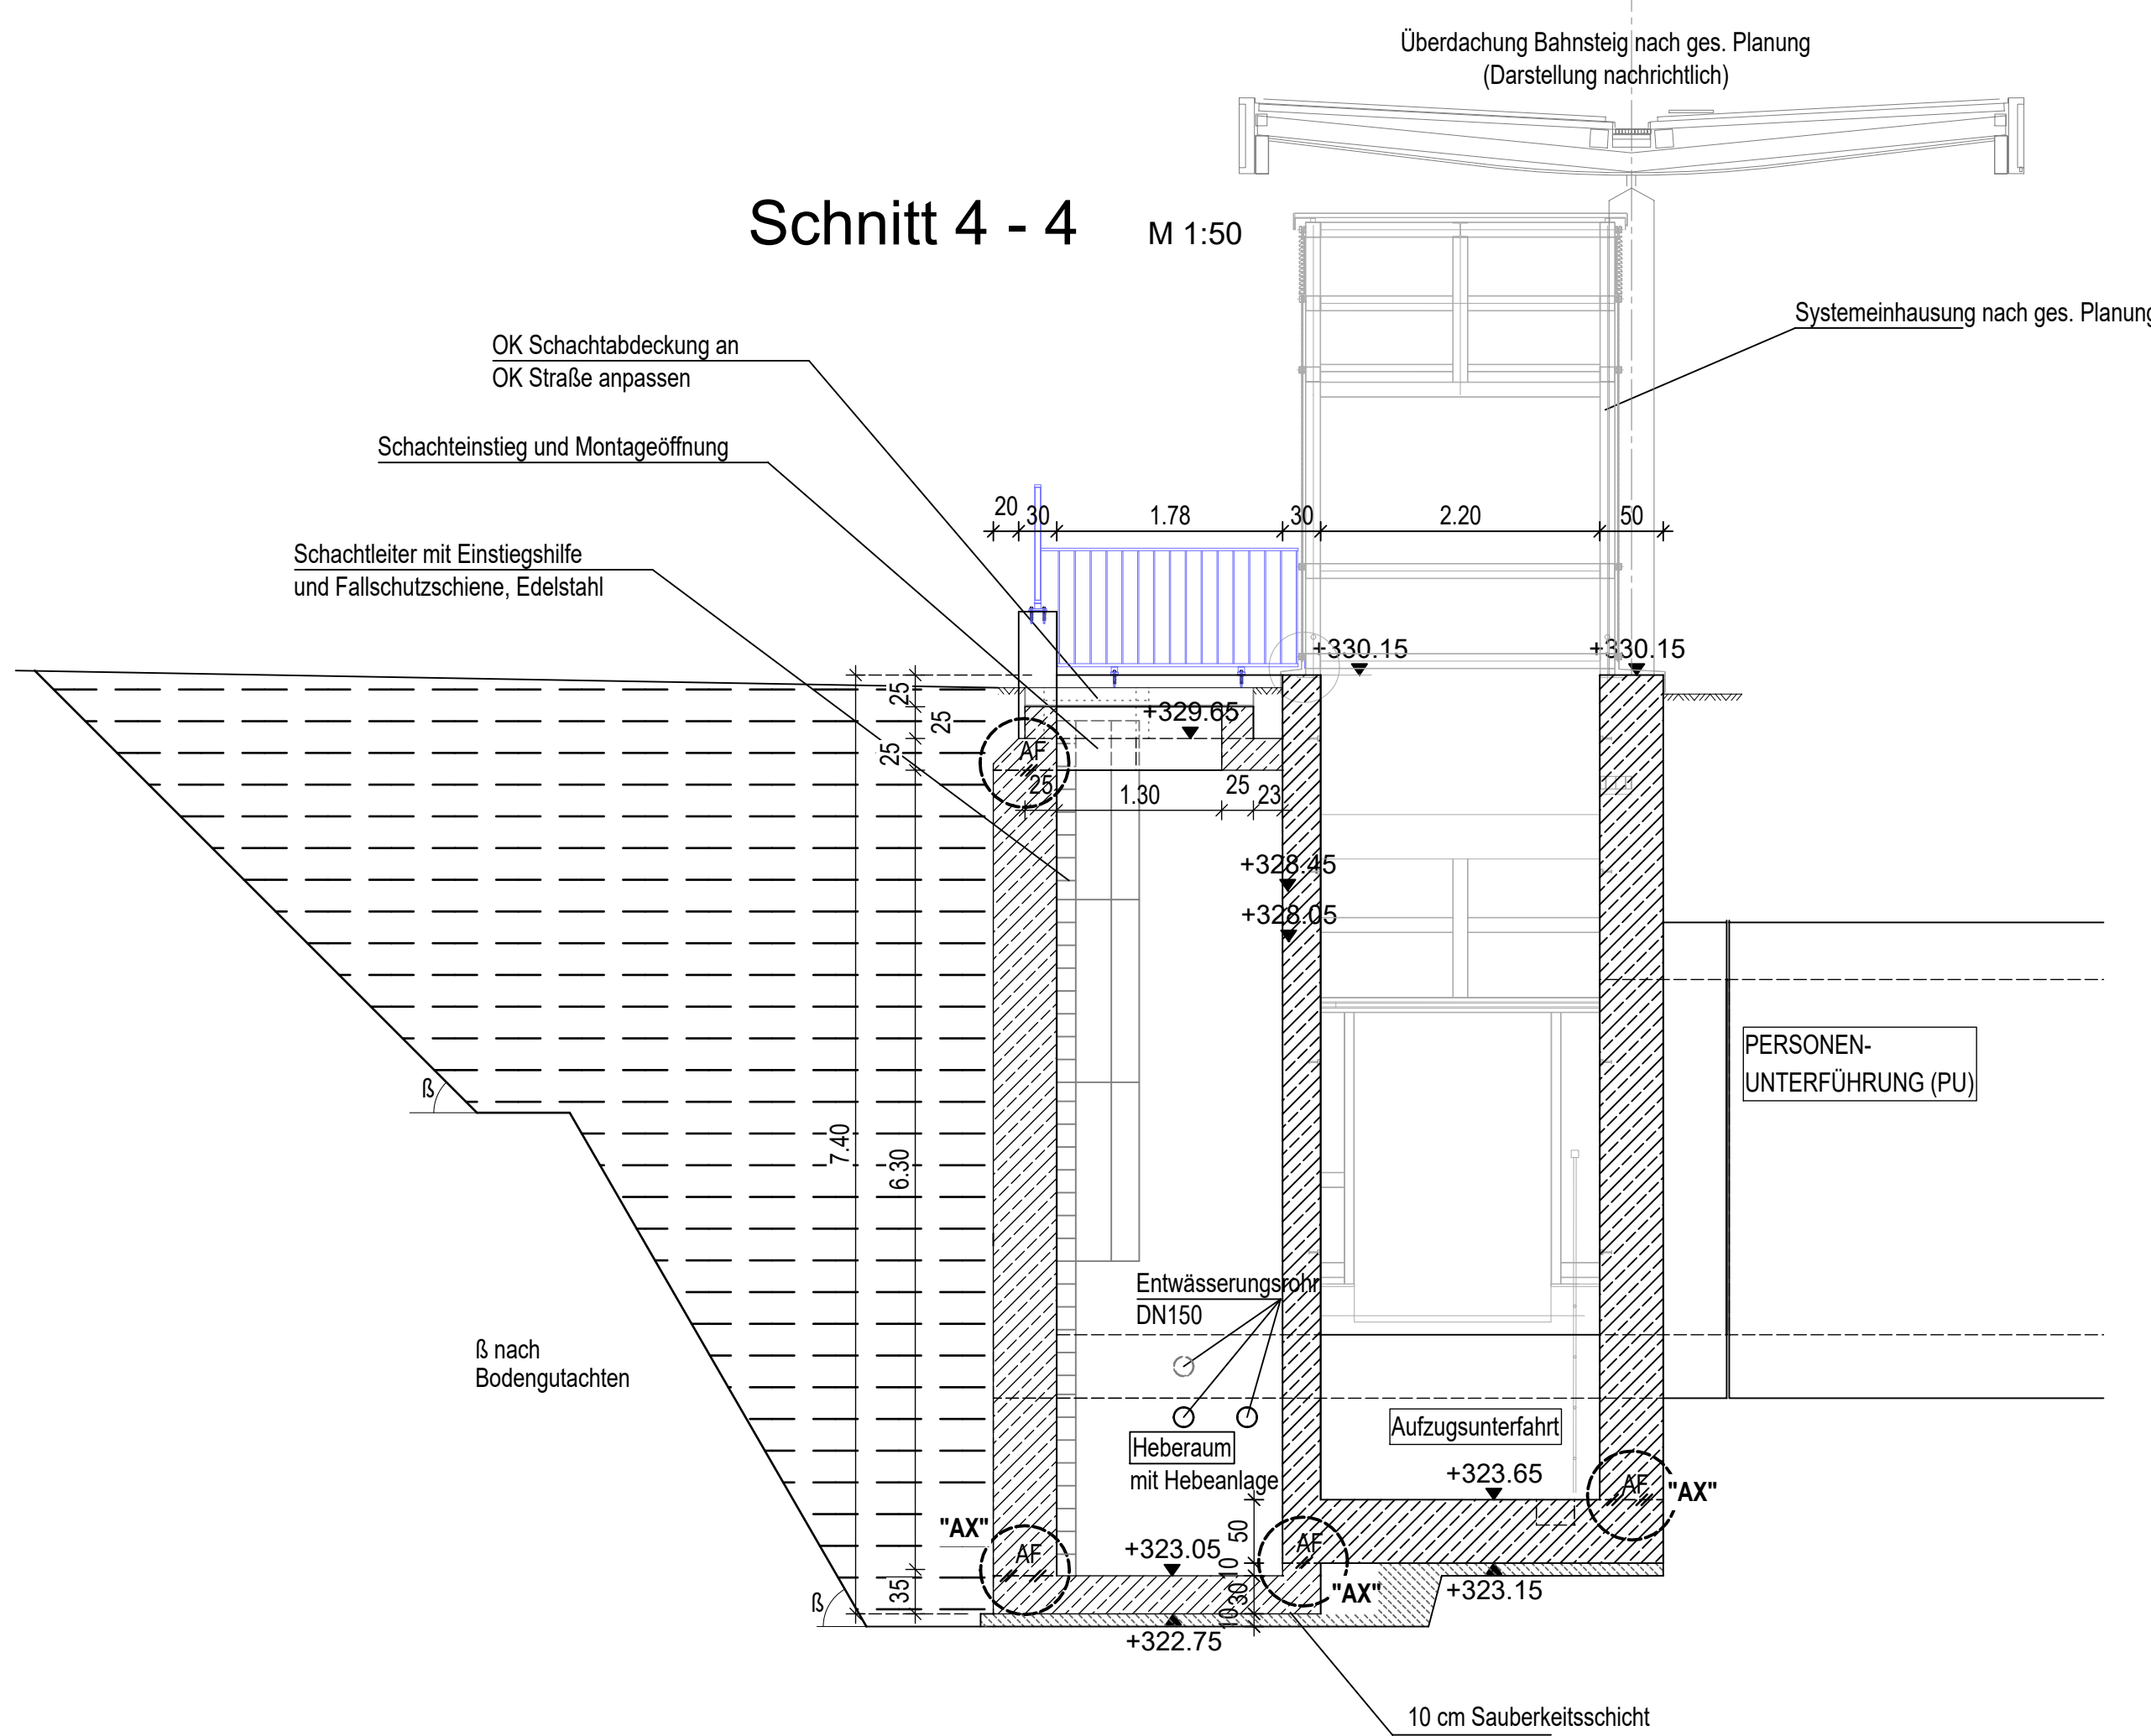 Überdachung Bahnsteig nach ges. Planung
(Darstellung nachrichtlich)
Schnitt 4 - 4 M 1:50
Systemeinhausung nach ges. Planung
OK Schachtabdeckung an
OK Straße anpassen
Schachteinstieg und Montageöffnung
20 30 1.78 30 2.20 50
Schachtleiter mit Einstiegshilfe
und Fallschutzschiene, Edelstahl
+330.15 +330.15
25
25
25
+329.65
AF
25 1.30 25 23
+328.45
+328.05
PERSONEN-
UNTERFÜHRUNG (PU)
ß
7.40
6.30
Entwässerungsrohr
DN150
ß nach
Bodengutachten
Aufzugsunterfahrt
Heberaum
mit Hebeanlage
+323.65
AF "AX"
"AX"
AF
+323.05
50
10
30
10
AF
"AX"
+323.15
35
ß
+322.75
10 cm Sauberkeitsschicht